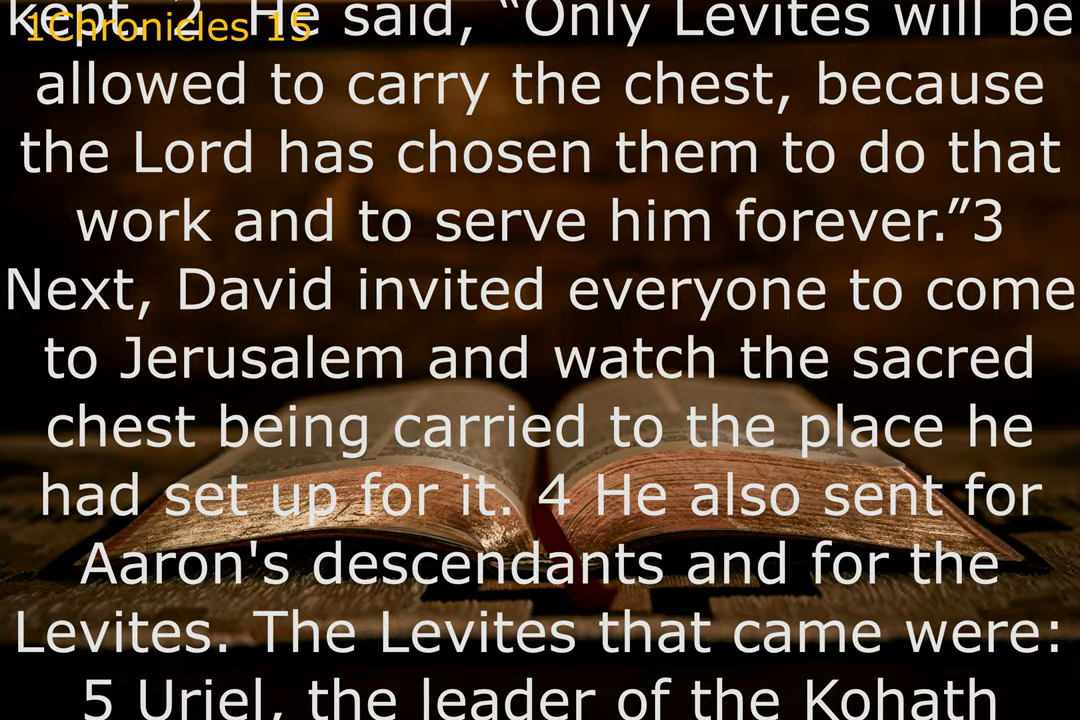 1Chronicles 15
kept. 2 He said, “Only Levites will be
allowed to carry the chest, because
the Lord has chosen them to do that
work and to serve him forever.”3
Next, David invited everyone to come
to Jerusalem and watch the sacred
chest being carried to the place he
had set up for it. 4 He also sent for
Aaron's descendants and for the
Levites. The Levites that came were:
5 Uriel, the leader of the Kohath